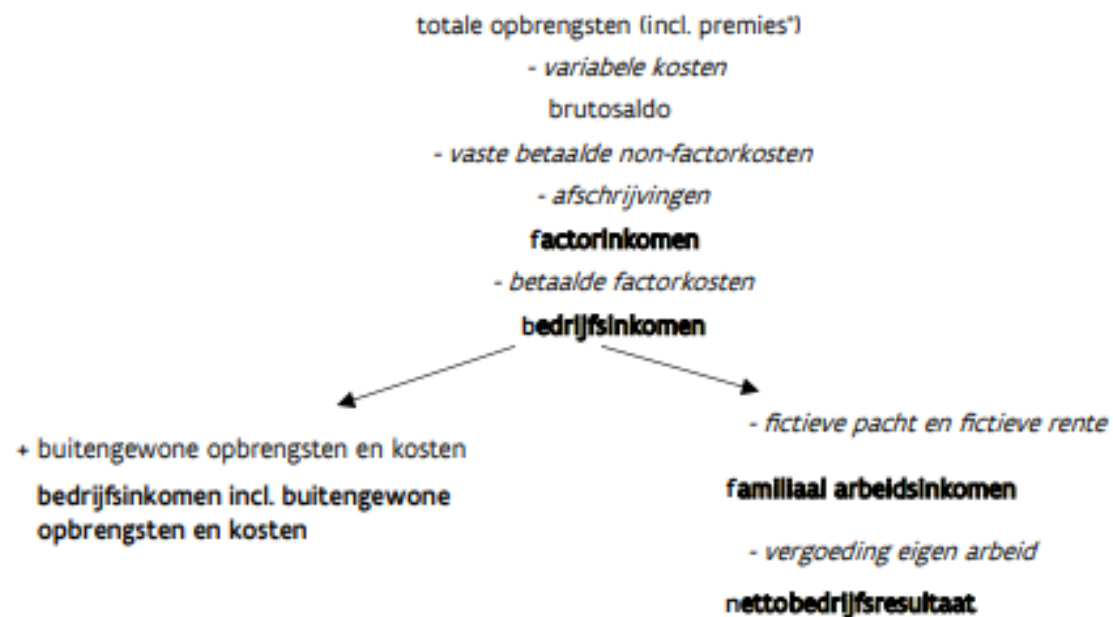 totale opbrengsten (incl. premies*)
- variabele kosten
brutosaldo
- vaste betaalde non-factorkosten
- afschrijvingen
factorinkomen
- betaalde factorkosten
bedrijfsinkomen
+ buitengewone opbrengsten en kosten
bedrijfsinkomen incl. buitengewone
opbrengsten en kosten
- fictieve pacht en fictieve rente
familiaal arbeidsinkomen
- vergoeding eigen arbeid
nettobedrijfsresultaat